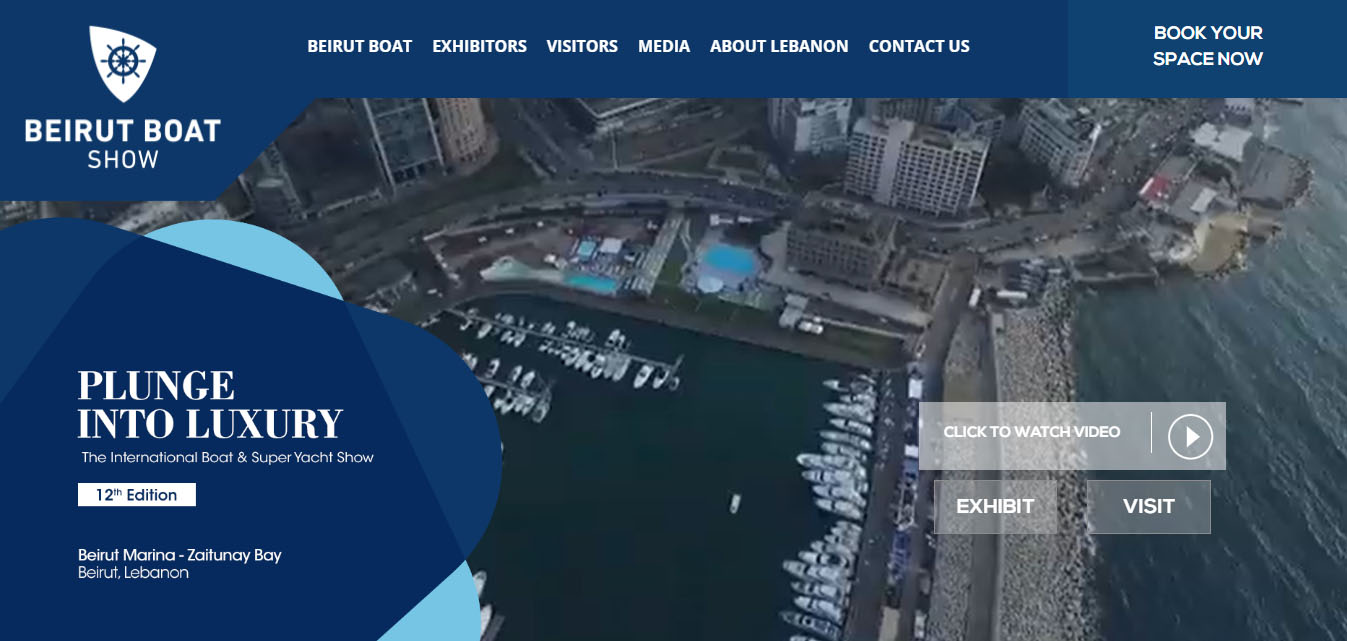 BEIRUT BOAT
SHOW
BEIRUT BOAT EXHIBITORS VISITORS MEDIA ABOUT LEBANON CONTACT US
BOOK YOUR
SPACE NOW
PLUNGE
INTO LUXURY
The International Boat & Super Yacht Show
12th Edition
Beirut Marina - Zaitunay Bay
Beirut, Lebanon
CLICK TO WATCH VIDEO
EXHIBIT VISIT